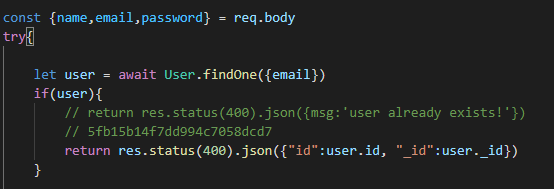 const {name,email,password} = req.body
try{
let user = await User.findOne({email})
if(user){
// return res.status(400).json({msg:'user already exists!'})
// 5fb15b14f7dd994c7058dcd7
return res.status(400).json({"id":user.id, "_id":user._id})
}